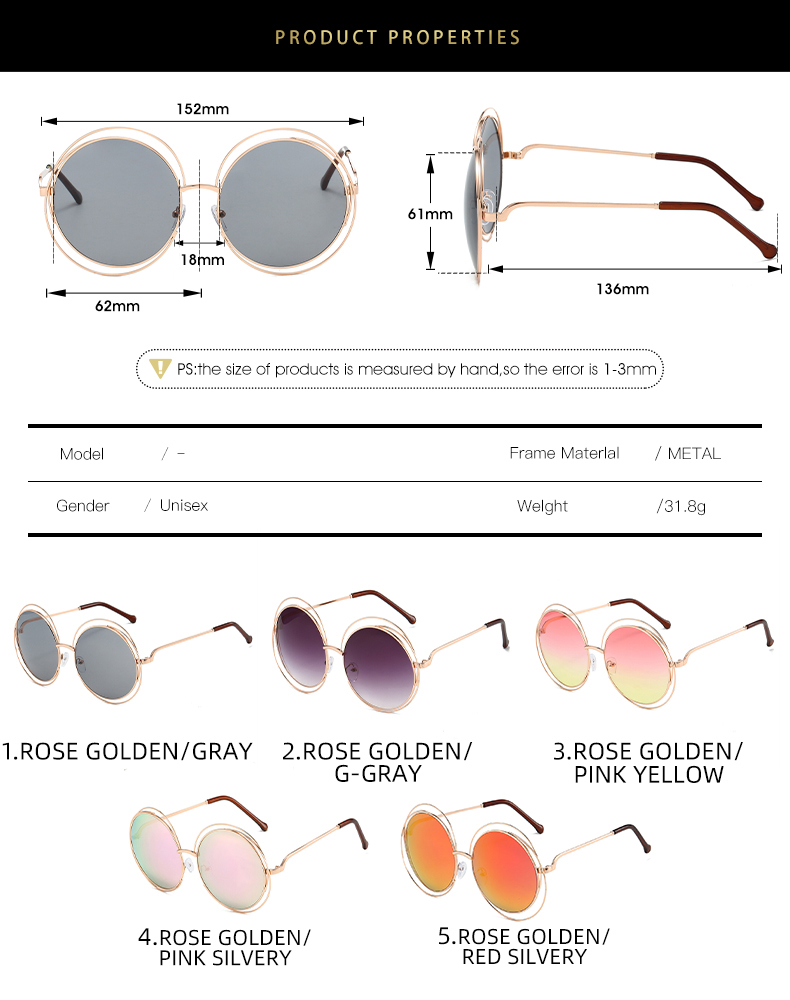 PRODUCT PROPERTIES
152mm
61mm
18mm
136mm
62mm
PS:the size of products is measured by hand,so the error is 1-3mm
Model / - Frame Materlal / METAL
Gender / Unisex Welght /31.8g
1.ROSE GOLDEN/GRAY
2.ROSE GOLDEN/
G-GRAY
3.ROSE GOLDEN/
PINK YELLOW
4.ROSE GOLDEN/
PINK SILVERY
5.ROSE GOLDEN/
RED SILVERY